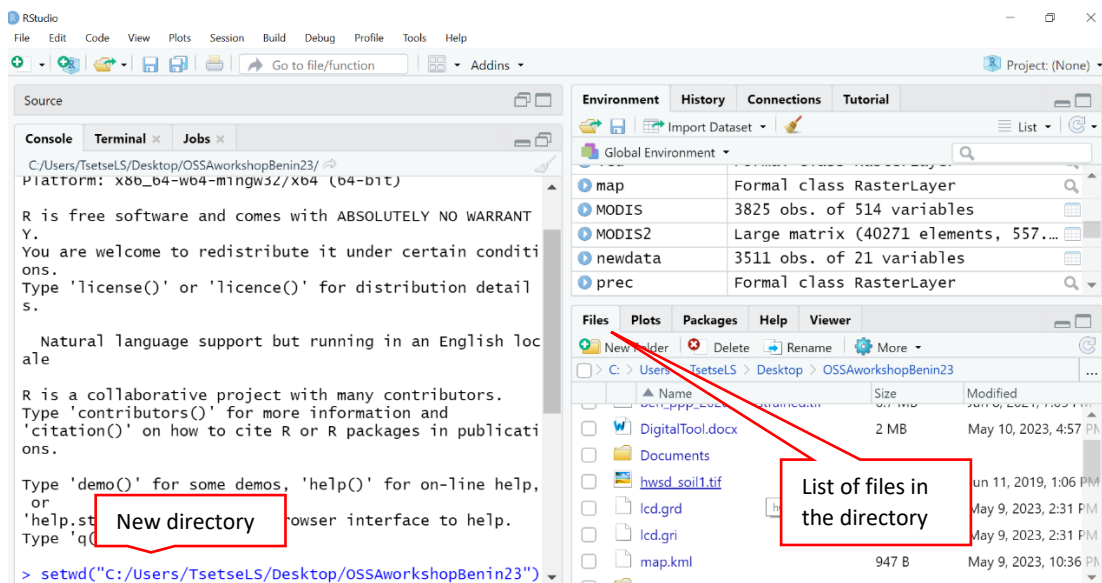 RStudio
File Edit Code View Plots Session Build Debug Profile Tools Help
Go to file/function Addins Project: (None)
Source
Console Terminal Jobs
C:/Users/TsetseLS/Desktop/OSSAworkshopBenin23/
Platform: x86_64-w64-mingw32/x64 (64-bit)
R is free software and comes with ABSOLUTELY NO WARRANT
Y.
You are welcome to redistribute it under certain conditi
ons.
Type 'license()' or 'licence()' for distribution detail
s.
Natural language support but running in an English loc
ale
R is a collaborative project with many contributors.
Type 'contributors()' for more information and
'citation()' on how to cite R or R packages in publicati
ons.
Type 'demo()' for some demos, 'help()' for on-line help,
or
'help.st rowser interface to help.
Type 'q(
New directory
> setwd("C:/Users/TsetseLS/Desktop/OSSAworkshopBenin23")
Environment History Connections Tutorial
Import Dataset List
Global Environment
map Formal class RasterLayer
MODIS 3825 obs. of 514 variables
MODIS2 Large matrix (40271 elements, 557.…
newdata 3511 obs. of 21 variables
prec Formal class RasterLayer
Files Plots Packages Help Viewer
New Folder Delete Rename More
C: > Users > TsetseLS > Desktop > OSSAworkshopBenin23 ...
Name Size Modified
DigitalTool.docx 2 MB May 10, 2023, 4:57 PM
Documents
hwsd_soil1.tif un 11, 2019, 1:06 PM
lcd.grd May 9, 2023, 2:31 PM
lcd.gri May 9, 2023, 2:31 PM
map.kml 947 B May 9, 2023, 10:36 PM
List of files in
the directory